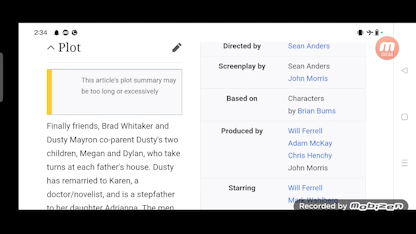 2:34
Plot
This article's plot summary may
be too long or excessively
Finally friends, Brad Whitaker and
Dusty Mayron co-parent Dusty's two
children, Megan and Dylan, who take
turns at each father's house. Dusty
has remarried to Karen, a
doctor/novelist, and is a stepfather
to her daughter Adrianna. The men
Directed by Sean Anders
Screenplay by Sean Anders
John Morris
Based on Characters
by Brian Burns
Produced by Will Ferrell
Adam McKay
Chris Henchy
John Morris
Starring Will Ferrell
Mark Wahlberg
Recorded by Mobizen